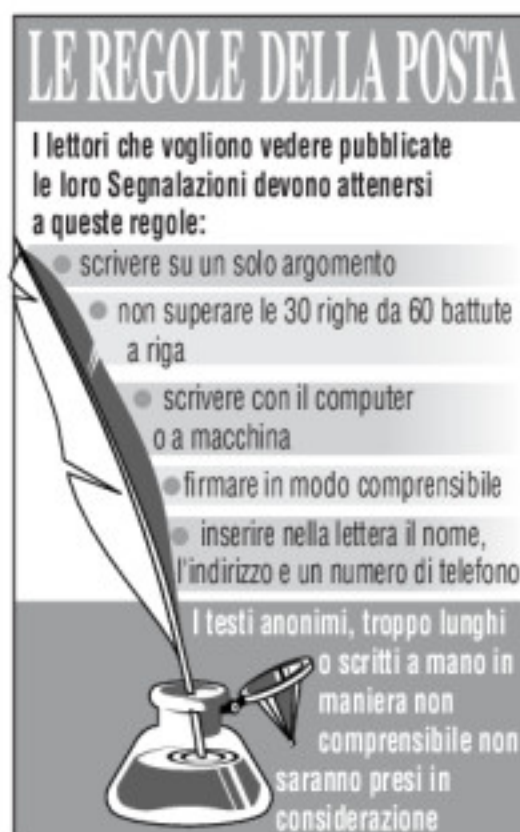 LE REGOLE DELLA POSTA
I lettori che vogliono vedere pubblicate
le loro Segnalazioni devono attenersi
a queste regole:
scrivere su un solo argomento
non superare le 30 righe da 60 battute
a riga
scrivere con il computer
o a macchina
firmare in modo comprensibile
inserire nella lettera il nome,
l'indirizzo e un numero di telefono
I testi anonimi, troppo lunghi
o scritti a mano in
maniera non
comprensibile non
saranno presi in
considerazione